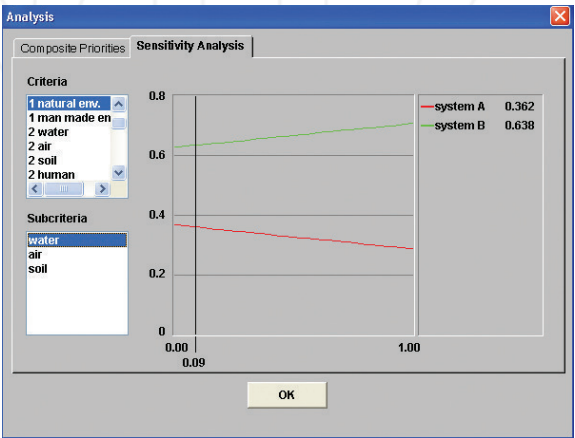 Analysis
Composite Priorities Sensitivity Analysis
Criteria
1 natural env.
1 man made en
2 water
2 air
2 soil
2 human
Subcriteria
water
air
soil
0.8
0.6
0.4
0.2
0
0.00 1.00
0.09
system A 0.362
system B 0.638
OK